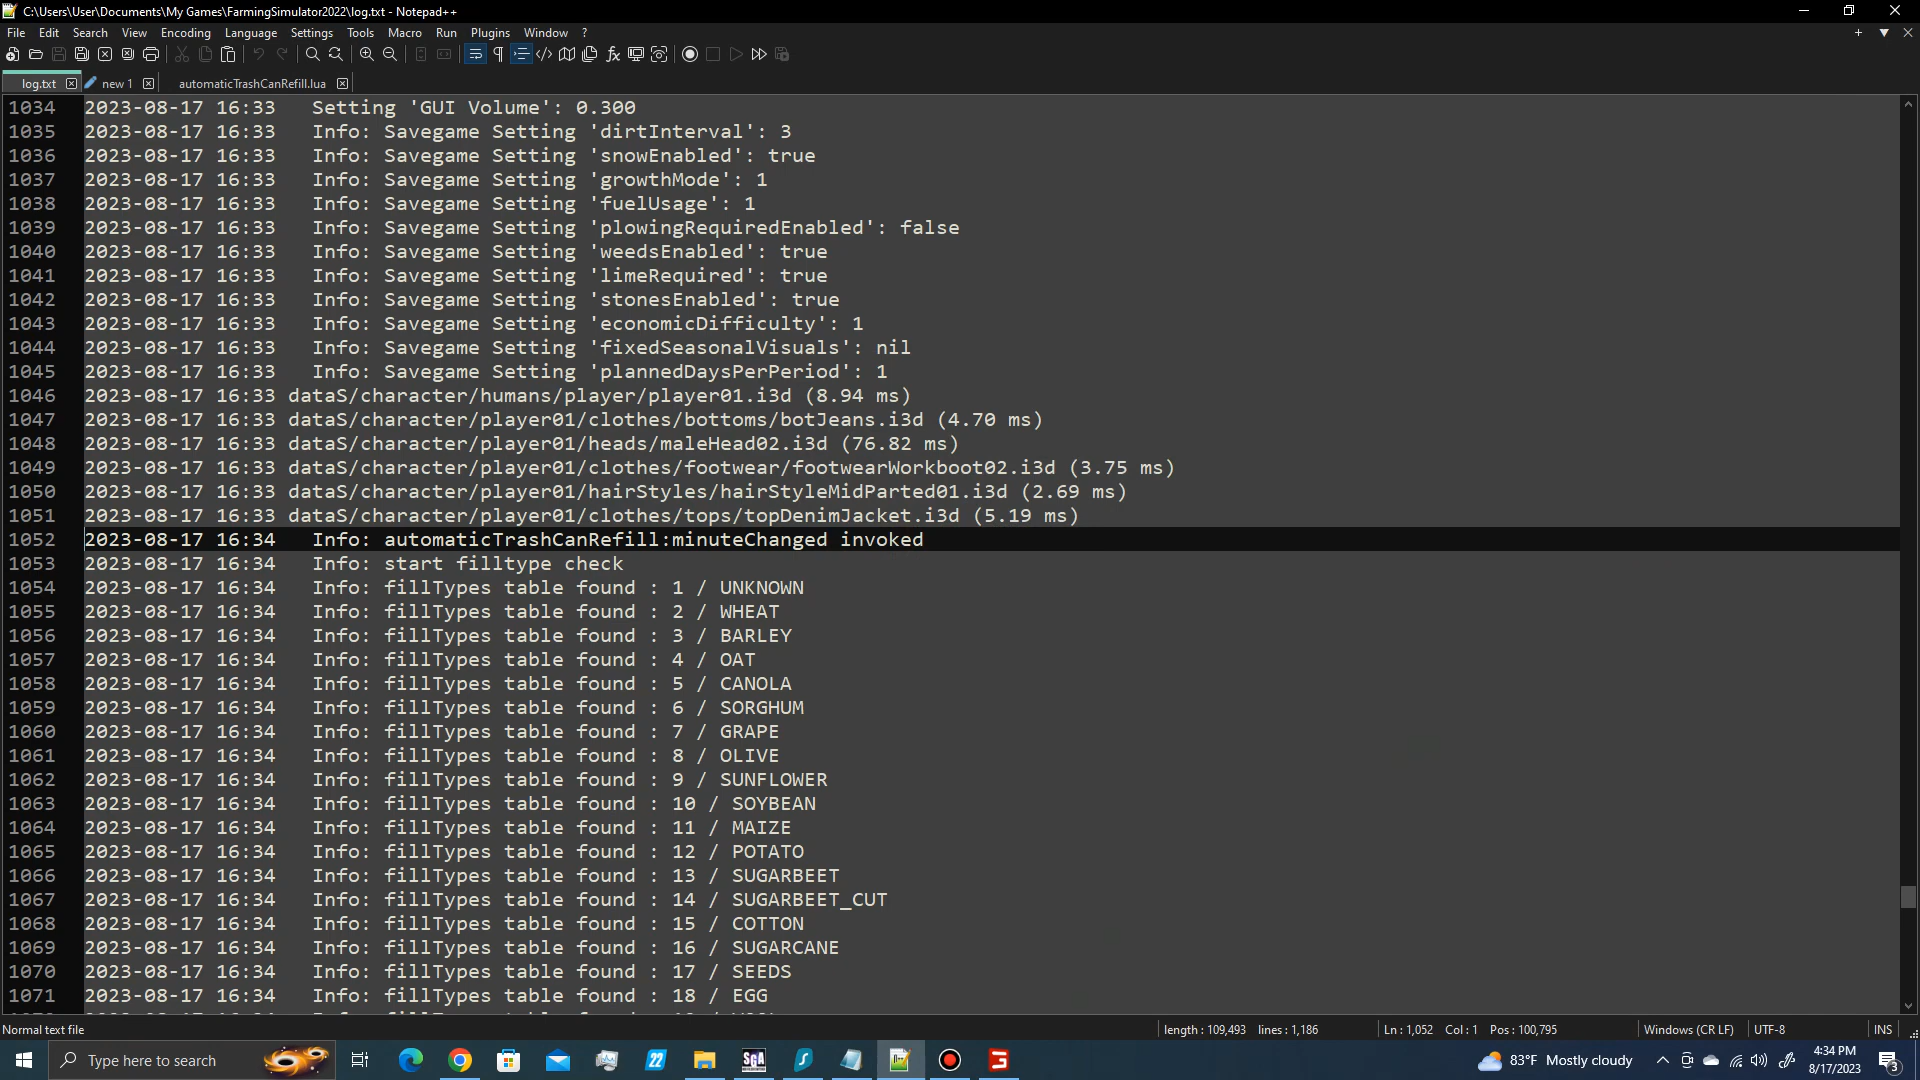 C:\Users\User\Documents\My Games\FarmingSimulator2022\log.txt - Notepad++
File Edit Search View Encoding Language Settings Tools Macro Run Plugins Window ?
log.txt new 1 automaticTrashCanRefill.lua
1034 2023-08-17 16:33   Setting 'GUI Volume': 0.300
1035 2023-08-17 16:33   Info: Savegame Setting 'dirtInterval': 3
1036 2023-08-17 16:33   Info: Savegame Setting 'snowEnabled': true
1037 2023-08-17 16:33   Info: Savegame Setting 'growthMode': 1
1038 2023-08-17 16:33   Info: Savegame Setting 'fuelUsage': 1
1039 2023-08-17 16:33   Info: Savegame Setting 'plowingRequiredEnabled': false
1040 2023-08-17 16:33   Info: Savegame Setting 'weedsEnabled': true
1041 2023-08-17 16:33   Info: Savegame Setting 'limeRequired': true
1042 2023-08-17 16:33   Info: Savegame Setting 'stonesEnabled': true
1043 2023-08-17 16:33   Info: Savegame Setting 'economicDifficulty': 1
1044 2023-08-17 16:33   Info: Savegame Setting 'fixedSeasonalVisuals': nil
1045 2023-08-17 16:33   Info: Savegame Setting 'plannedDaysPerPeriod': 1
1046 2023-08-17 16:33 dataS/character/humans/player/player01.i3d (8.94 ms)
1047 2023-08-17 16:33 dataS/character/player01/clothes/bottoms/botJeans.i3d (4.70 ms)
1048 2023-08-17 16:33 dataS/character/player01/heads/maleHead02.i3d (76.82 ms)
1049 2023-08-17 16:33 dataS/character/player01/clothes/footwear/footwearWorkboot02.i3d (3.75 ms)
1050 2023-08-17 16:33 dataS/character/player01/hairStyles/hairStyleMidParted01.i3d (2.69 ms)
1051 2023-08-17 16:33 dataS/character/player01/clothes/tops/topDenimJacket.i3d (5.19 ms)
1052 2023-08-17 16:34   Info: automaticTrashCanRefill:minuteChanged invoked
1053 2023-08-17 16:34   Info: start filltype check
1054 2023-08-17 16:34   Info: fillTypes table found : 1 / UNKNOWN
1055 2023-08-17 16:34   Info: fillTypes table found : 2 / WHEAT
1056 2023-08-17 16:34   Info: fillTypes table found : 3 / BARLEY
1057 2023-08-17 16:34   Info: fillTypes table found : 4 / OAT
1058 2023-08-17 16:34   Info: fillTypes table found : 5 / CANOLA
1059 2023-08-17 16:34   Info: fillTypes table found : 6 / SORGHUM
1060 2023-08-17 16:34   Info: fillTypes table found : 7 / GRAPE
1061 2023-08-17 16:34   Info: fillTypes table found : 8 / OLIVE
1062 2023-08-17 16:34   Info: fillTypes table found : 9 / SUNFLOWER
1063 2023-08-17 16:34   Info: fillTypes table found : 10 / SOYBEAN
1064 2023-08-17 16:34   Info: fillTypes table found : 11 / MAIZE
1065 2023-08-17 16:34   Info: fillTypes table found : 12 / POTATO
1066 2023-08-17 16:34   Info: fillTypes table found : 13 / SUGARBEET
1067 2023-08-17 16:34   Info: fillTypes table found : 14 / SUGARBEET_CUT
1068 2023-08-17 16:34   Info: fillTypes table found : 15 / COTTON
1069 2023-08-17 16:34   Info: fillTypes table found : 16 / SUGARCANE
1070 2023-08-17 16:34   Info: fillTypes table found : 17 / SEEDS
1071 2023-08-17 16:34   Info: fillTypes table found : 18 / EGG
Normal text file length : 109,493 lines : 1,186 Ln : 1,052 Col : 1 Pos : 100,795 Windows (CR LF) UTF-8 INS
Type here to search 22 SGA 83°F Mostly cloudy 4:34 PM
8/17/2023 3